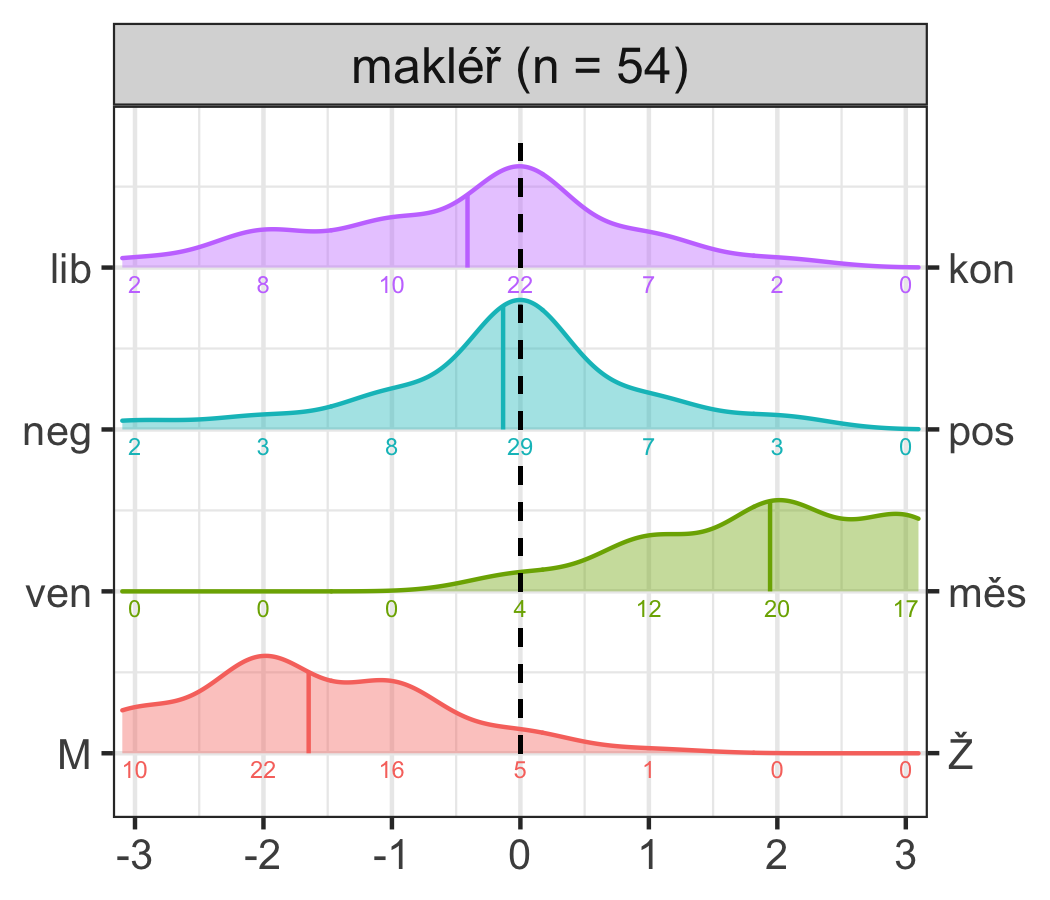 makléř (n = 54)
lib kon
2 8 10 22 7 2 0
neg pos
2 3 8 29 7 3 0
ven měs
0 0 0 4 12 20 17
M Ž
10 22 16 5 1 0 0
-3 -2 -1 0 1 2 3